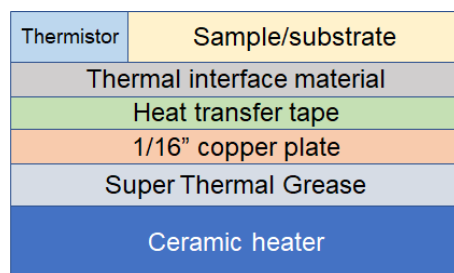 Thermistor
Sample/substrate
Thermal interface material
Heat transfer tape
1/16” copper plate
Super Thermal Grease
Ceramic heater